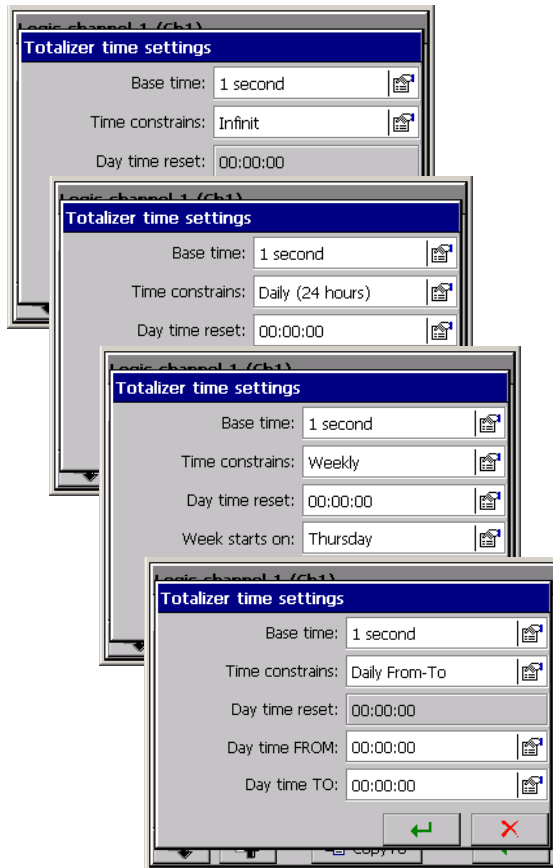 Logic channel 1 (Ch1)
Totalizer time settings
Base time: 1 second
Time constrains: Infinit
Day time reset: 00:00:00
Logic channel 1 (Ch1)
Totalizer time settings
Base time: 1 second
Time constrains: Daily (24 hours)
Day time reset: 00:00:00
Logic channel 1 (Ch1)
Totalizer time settings
Base time: 1 second
Time constrains: Weekly
Day time reset: 00:00:00
Week starts on: Thursday
Logic channel 1 (Ch1)
Totalizer time settings
Base time: 1 second
Time constrains: Daily From-To
Day time reset: 00:00:00
Day time FROM: 00:00:00
Day time TO: 00:00:00
Copy To